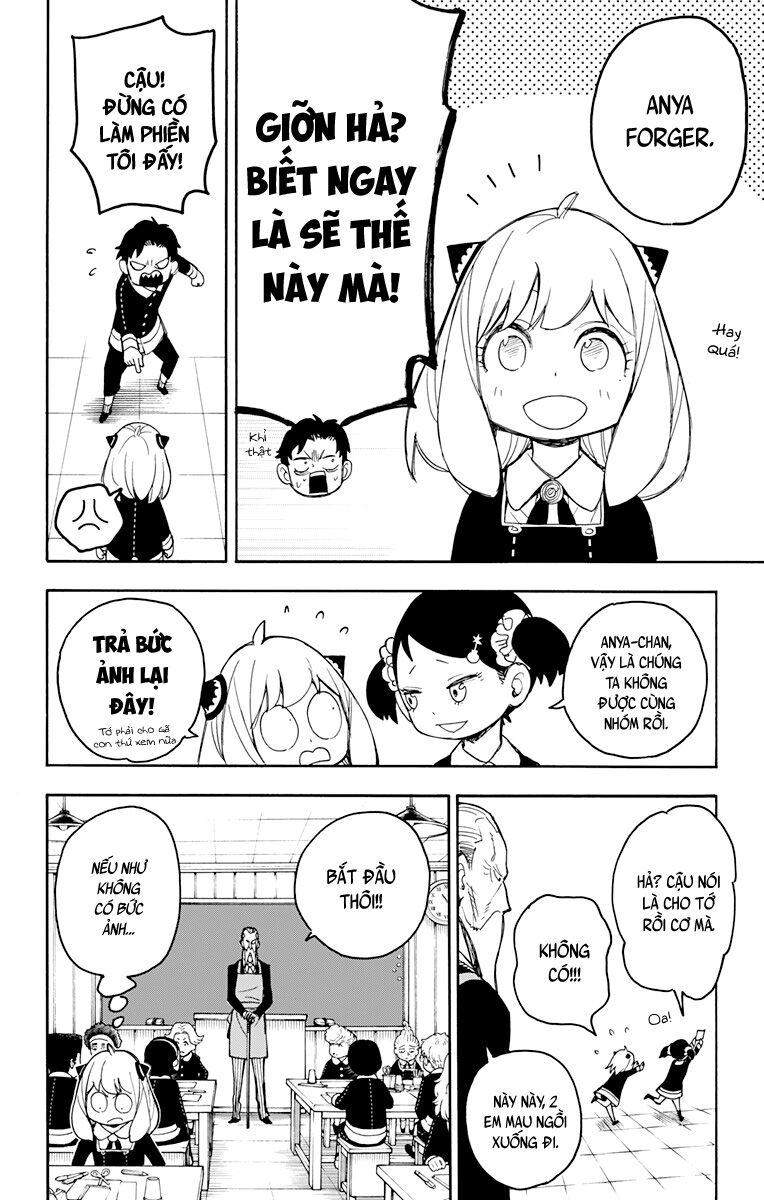 ANYA
FORGER.
Hay
Quá!
GIỠN HẢ?
BIẾT NGAY
LÀ SẼ THẾ
NÀY MÀ!
Khỉ
thật
CẬU!
ĐỪNG CÓ
LÀM PHIỀN
TÔI ĐẤY!
ANYA-CHAN,
VẬY LÀ CHÚNG
TA KHÔNG
ĐƯỢC CÙNG
NHÓM RỒI.
TRẢ BỨC
ẢNH LẠI
ĐÂY!
Tớ phải cho gã
con thứ xem nữa
HẢ? CẬU NÓI
LÀ CHO TỚ
RỒI CƠ MÀ.
KHÔNG
CÓ!!!
Oa!
NÀY NÀY, 2
EM MAU NGỒI
XUỐNG ĐI.
BẮT ĐẦU
THÔI!!
NẾU NHƯ
KHÔNG
CÓ BỨC
ẢNH...